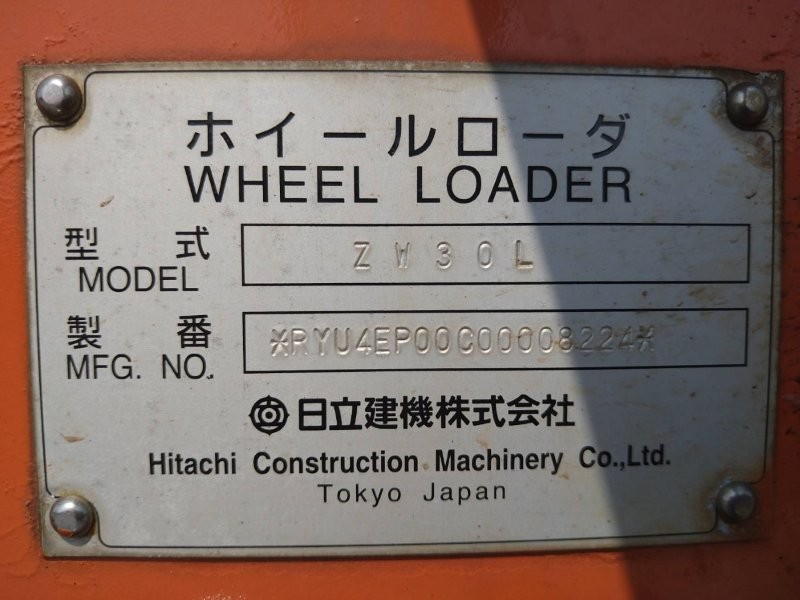 ホイールローダ
WHEEL LOADER
型式 ZW30L
MODEL
製番 *RYU4EP00C00008224*
MFG. NO.
日立建機株式会社
Hitachi Construction Machinery Co.,Ltd.
Tokyo Japan